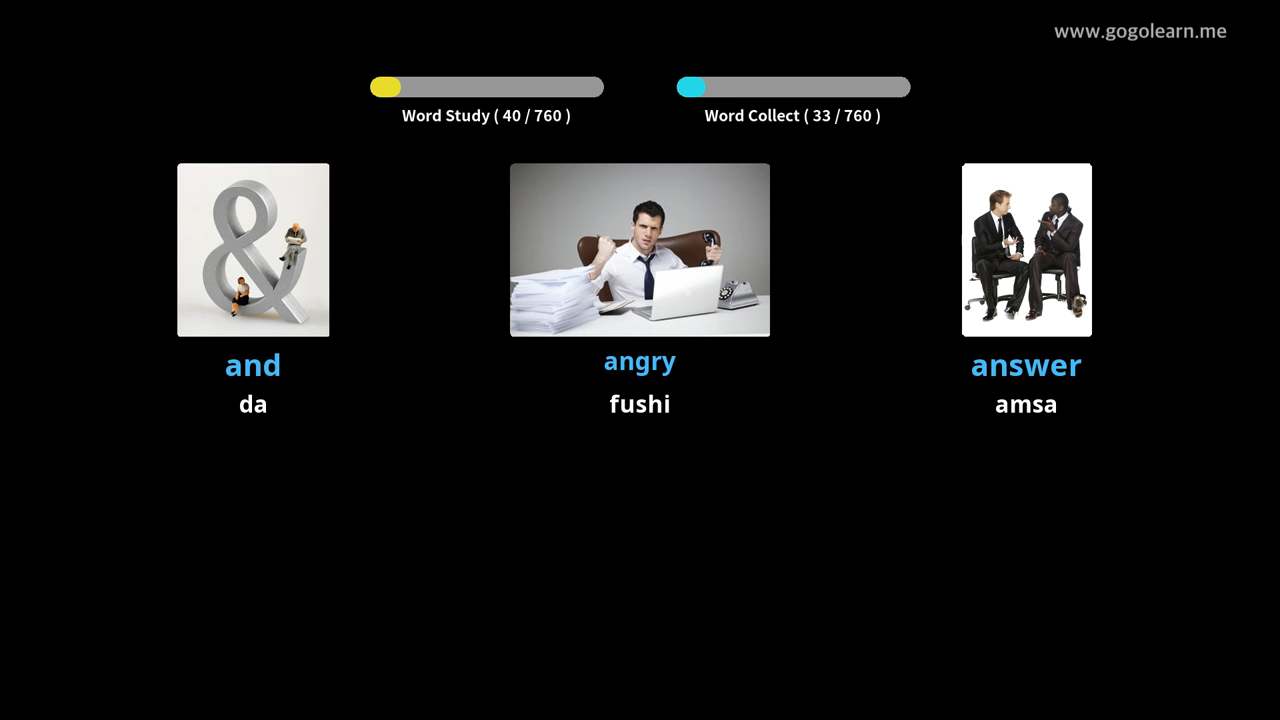 www.gogolearn.me
Word Study ( 40 / 760 )
Word Collect ( 33 / 760 )
&
and
angry
answer
da
fushi
amsa